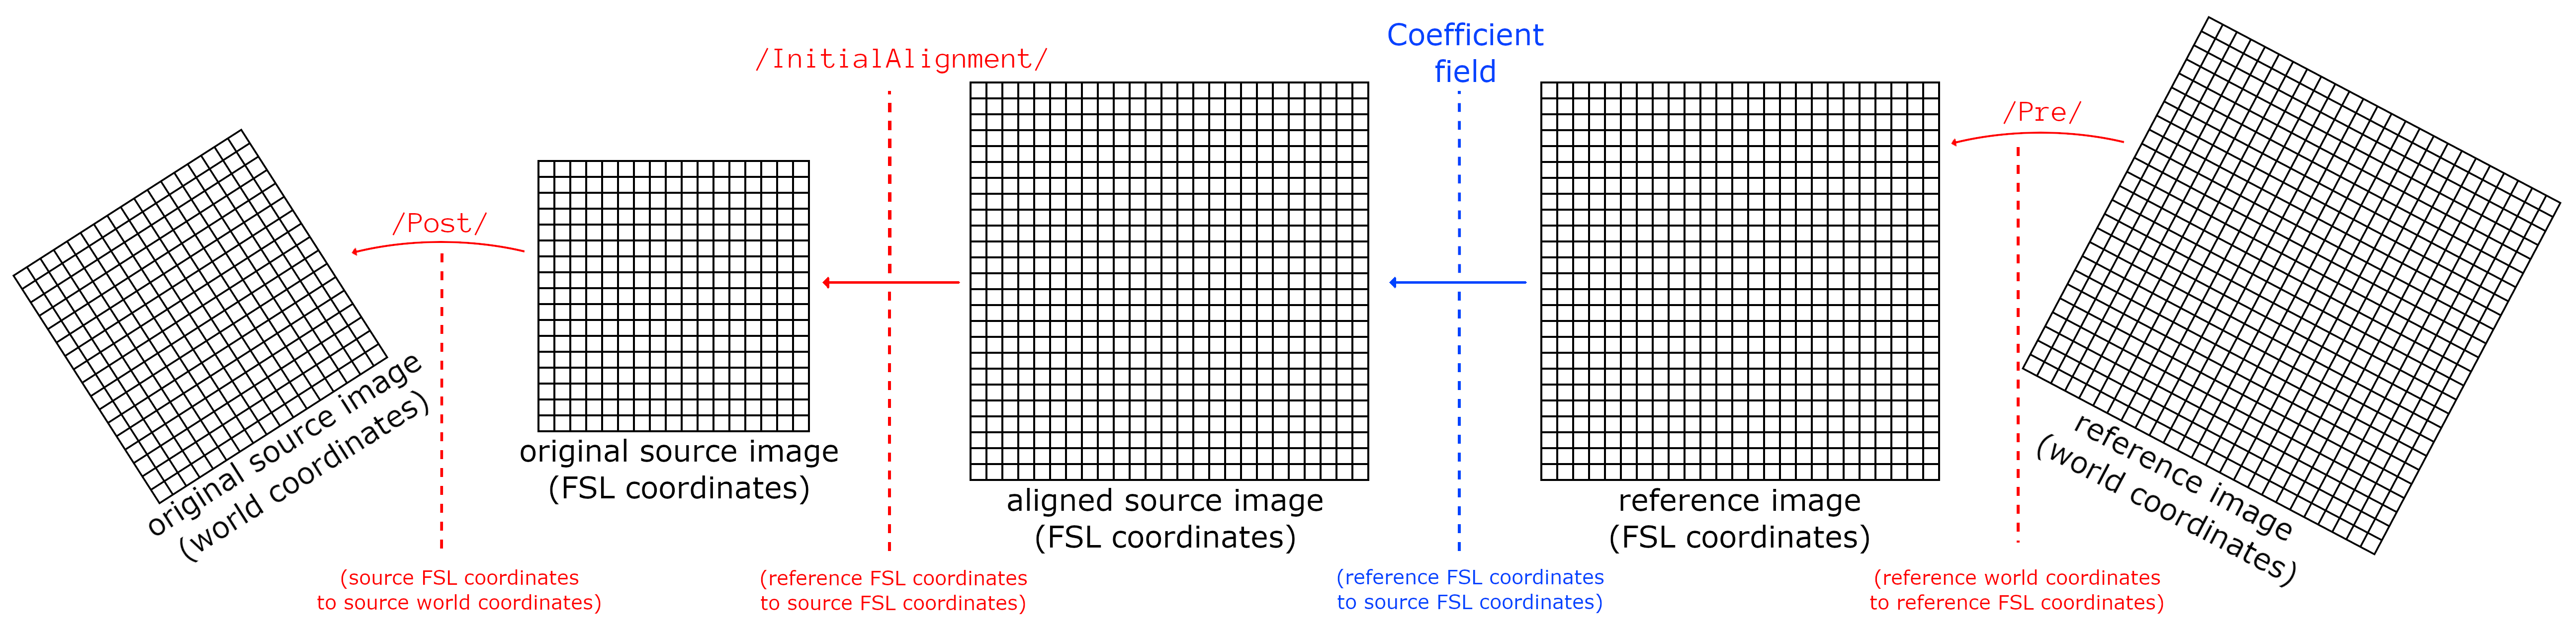 /Post/
original source image
(world coordinates)
(source FSL coordinates
to source world coordinates)
original source image
(FSL coordinates)
/InitialAlignment/
(reference FSL coordinates
to source FSL coordinates)
aligned source image
(FSL coordinates)
Coefficient
field
(reference FSL coordinates
to source FSL coordinates)
reference image
(FSL coordinates)
/Pre/
(reference world coordinates
to reference FSL coordinates)
reference image
(world coordinates)